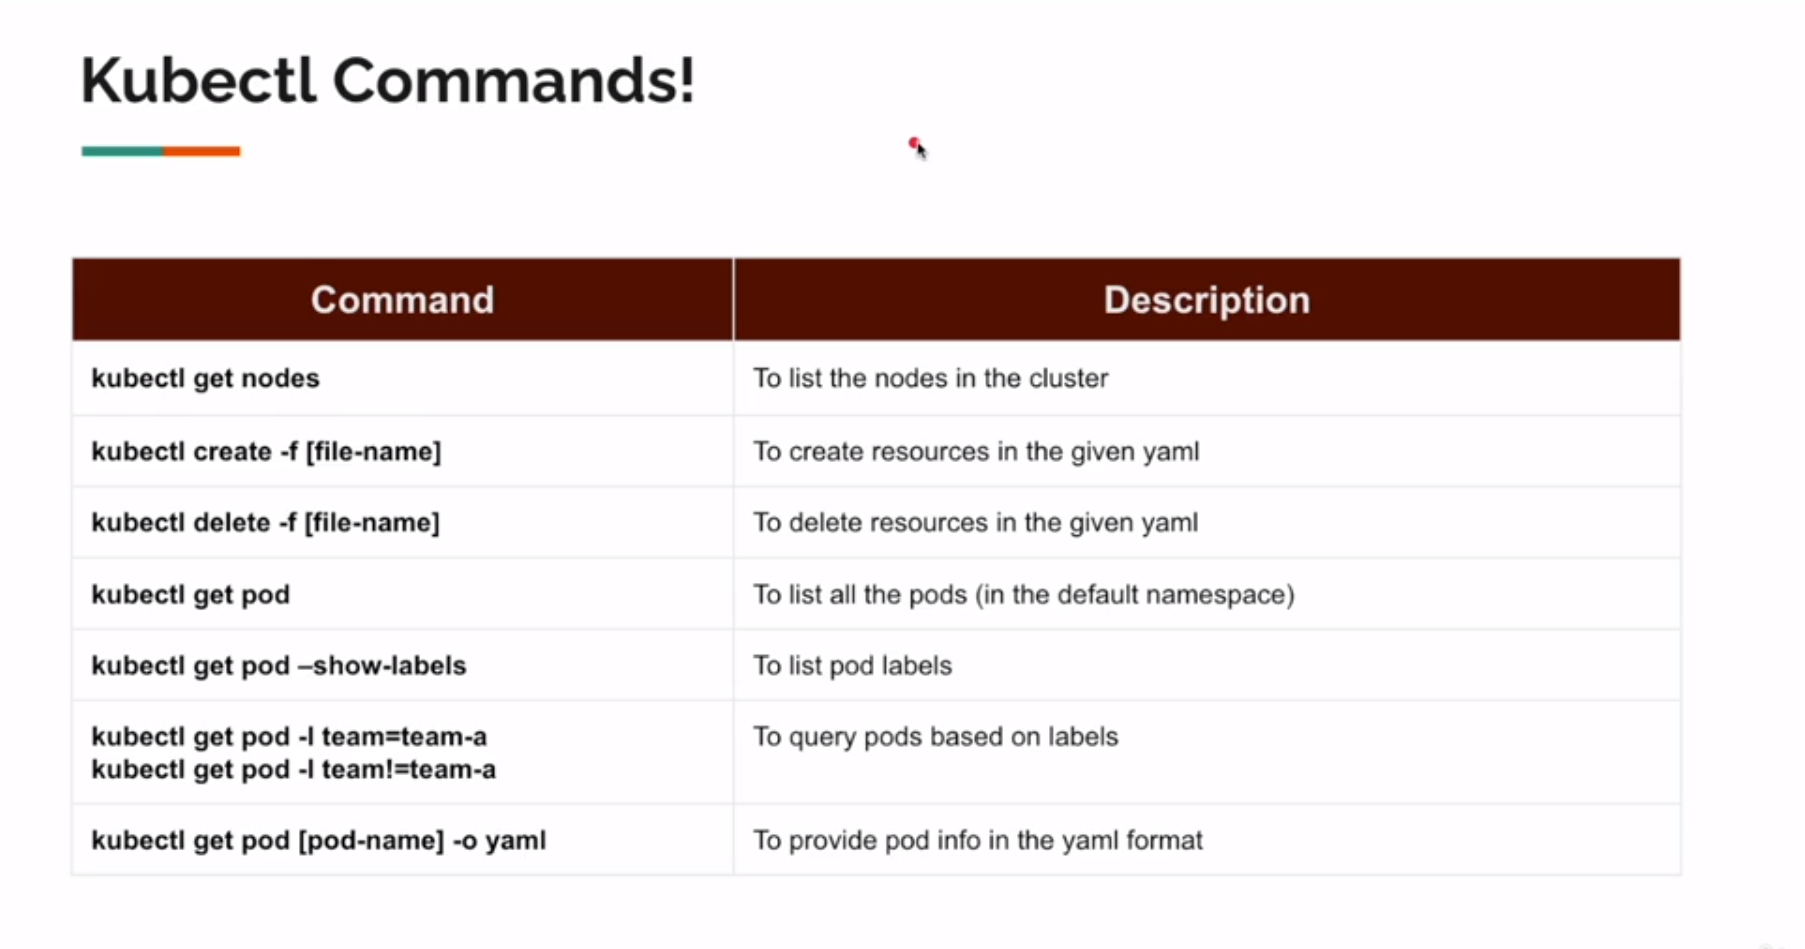 Kubectl Commands!
Command
Description
kubectl get nodes
To list the nodes in the cluster
kubectl create -f [file-name]
To create resources in the given yaml
kubectl delete -f [file-name]
To delete resources in the given yaml
kubectl get pod
To list all the pods (in the default namespace)
kubectl get pod –show-labels
To list pod labels
kubectl get pod -l team=team-a
kubectl get pod -l team!=team-a
To query pods based on labels
kubectl get pod [pod-name] -o yaml
To provide pod info in the yaml format